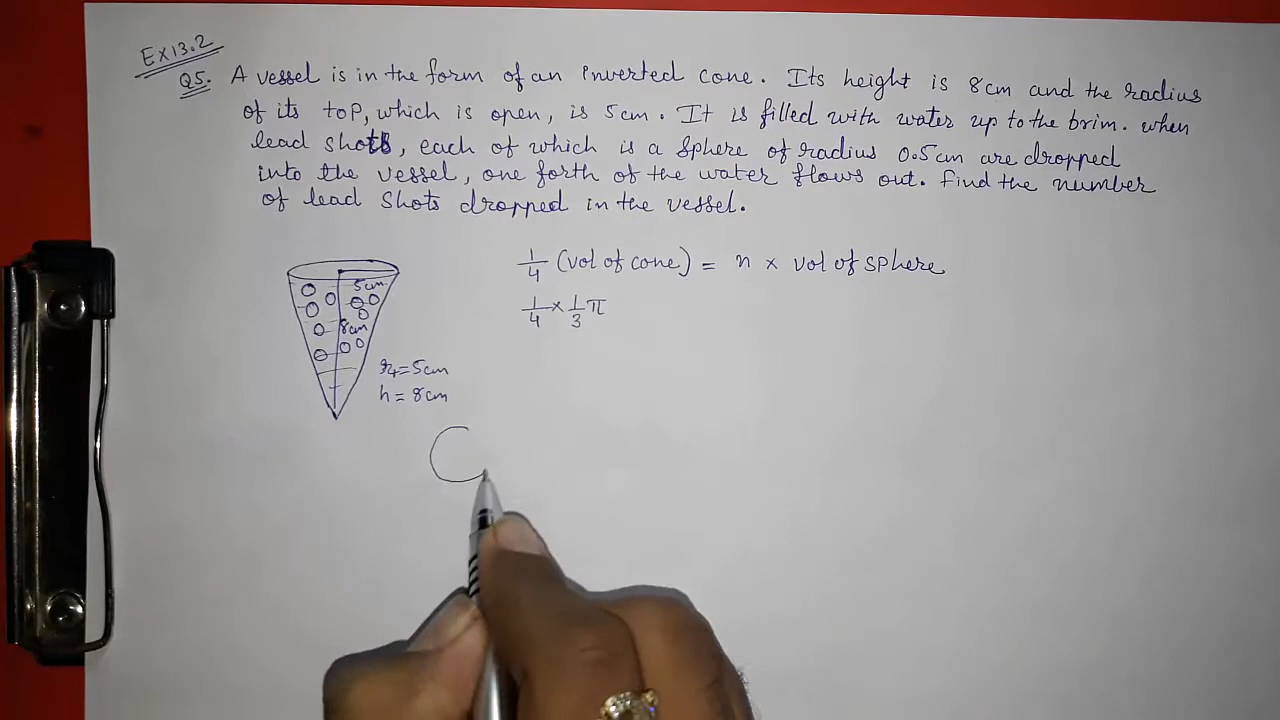 Ex13.2
Q5. A vessel is in the form of an inverted cone. Its height is 8cm and the radius
of its top, which is open, is 5cm. It is filled with water up to the brim. when
lead shots, each of which is a sphere of radius 0.5cm are dropped
into the vessel, one forth of the water flows out. find the number
of lead shots dropped in the vessel.
1/4 (vol of cone) = n × vol of sphere
1/4 × 1/3 π
5cm
8cm
r₁=5cm
h = 8cm